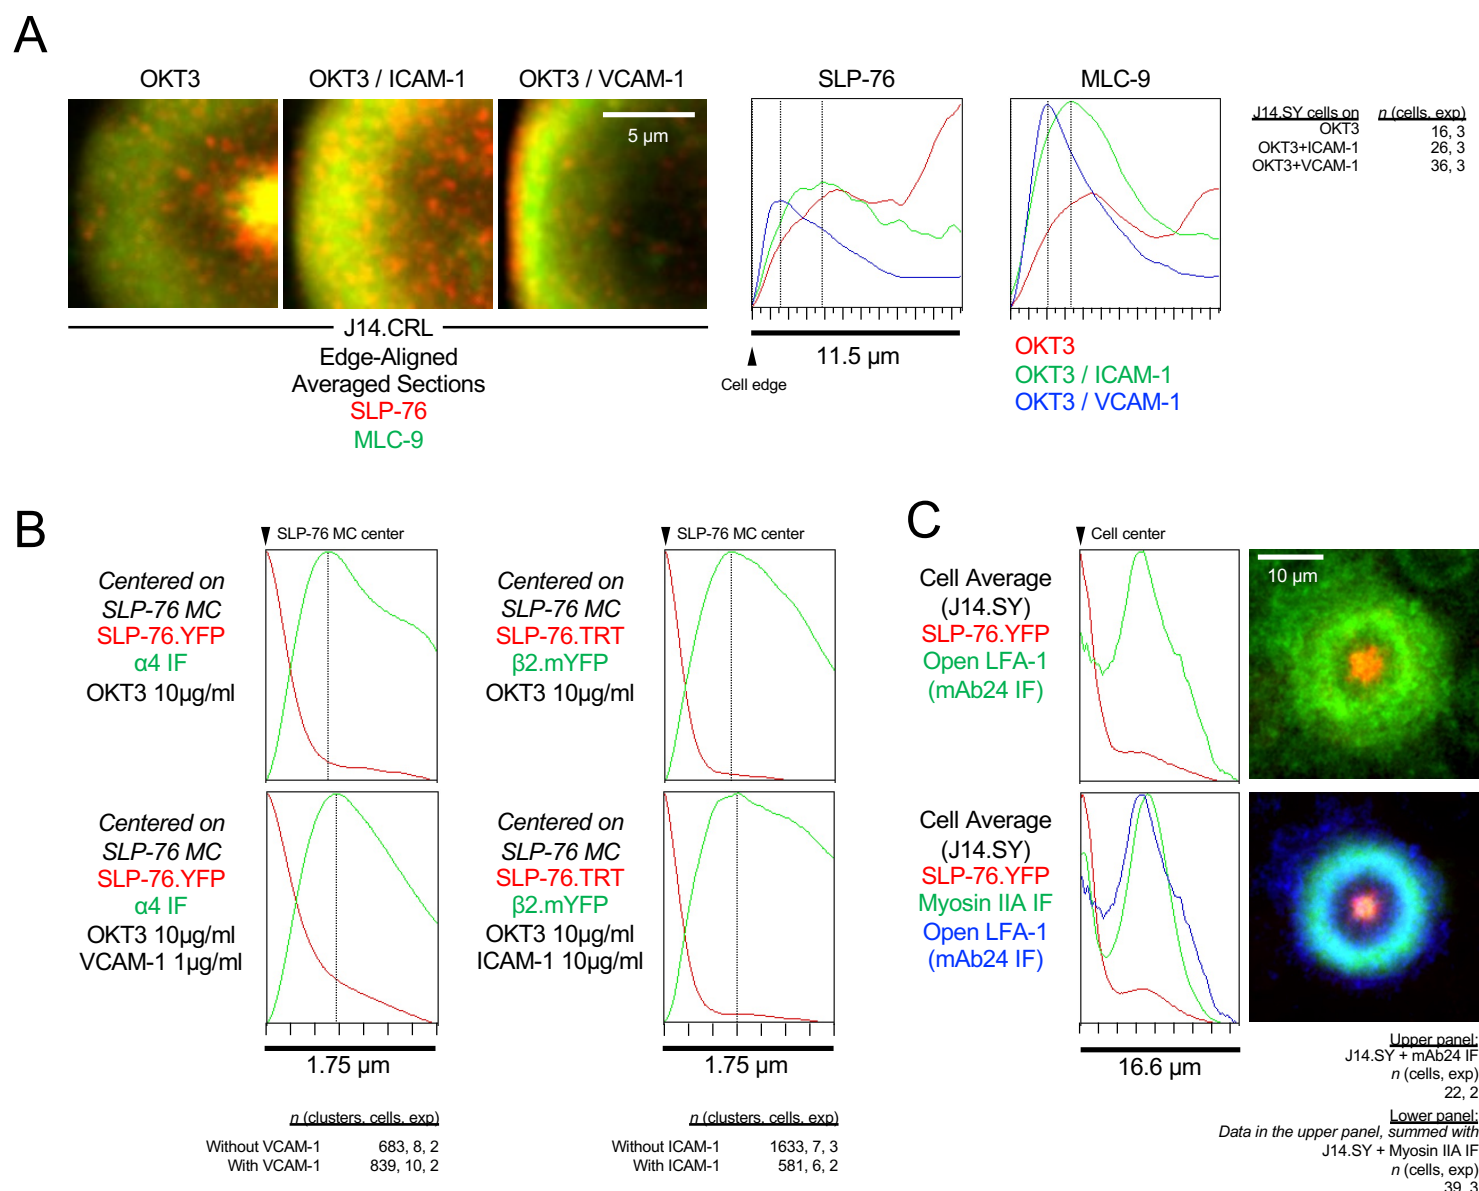 A
OKT3
OKT3 / ICAM-1
OKT3 / VCAM-1
5 µm
J14.CRL
Edge-Aligned
Averaged Sections
SLP-76
MLC-9
SLP-76
MLC-9
11.5 µm
Cell edge
OKT3
OKT3 / ICAM-1
OKT3 / VCAM-1
J14.SY cells on n (cells, exp)
OKT3 16, 3
OKT3+ICAM-1 26, 3
OKT3+VCAM-1 36, 3
B
SLP-76 MC center
Centered on
SLP-76 MC
SLP-76.YFP
α4 IF
OKT3 10µg/ml
Centered on
SLP-76 MC
SLP-76.YFP
α4 IF
OKT3 10µg/ml
VCAM-1 1µg/ml
1.75 µm
n (clusters, cells, exp)
Without VCAM-1 683, 8, 2
With VCAM-1 839, 10, 2
SLP-76 MC center
Centered on
SLP-76 MC
SLP-76.TRT
β2.mYFP
OKT3 10µg/ml
Centered on
SLP-76 MC
SLP-76.TRT
β2.mYFP
OKT3 10µg/ml
ICAM-1 10µg/ml
1.75 µm
n (clusters, cells, exp)
Without ICAM-1 1633, 7, 3
With ICAM-1 581, 6, 2
C
Cell center
Cell Average
(J14.SY)
SLP-76.YFP
Open LFA-1
(mAb24 IF)
10 µm
Cell Average
(J14.SY)
SLP-76.YFP
Myosin IIA IF
Open LFA-1
(mAb24 IF)
16.6 µm
Upper panel:
J14.SY + mAb24 IF
n (cells, exp)
22, 2
Lower panel:
Data in the upper panel, summed with
J14.SY + Myosin IIA IF
n (cells, exp)
39, 3